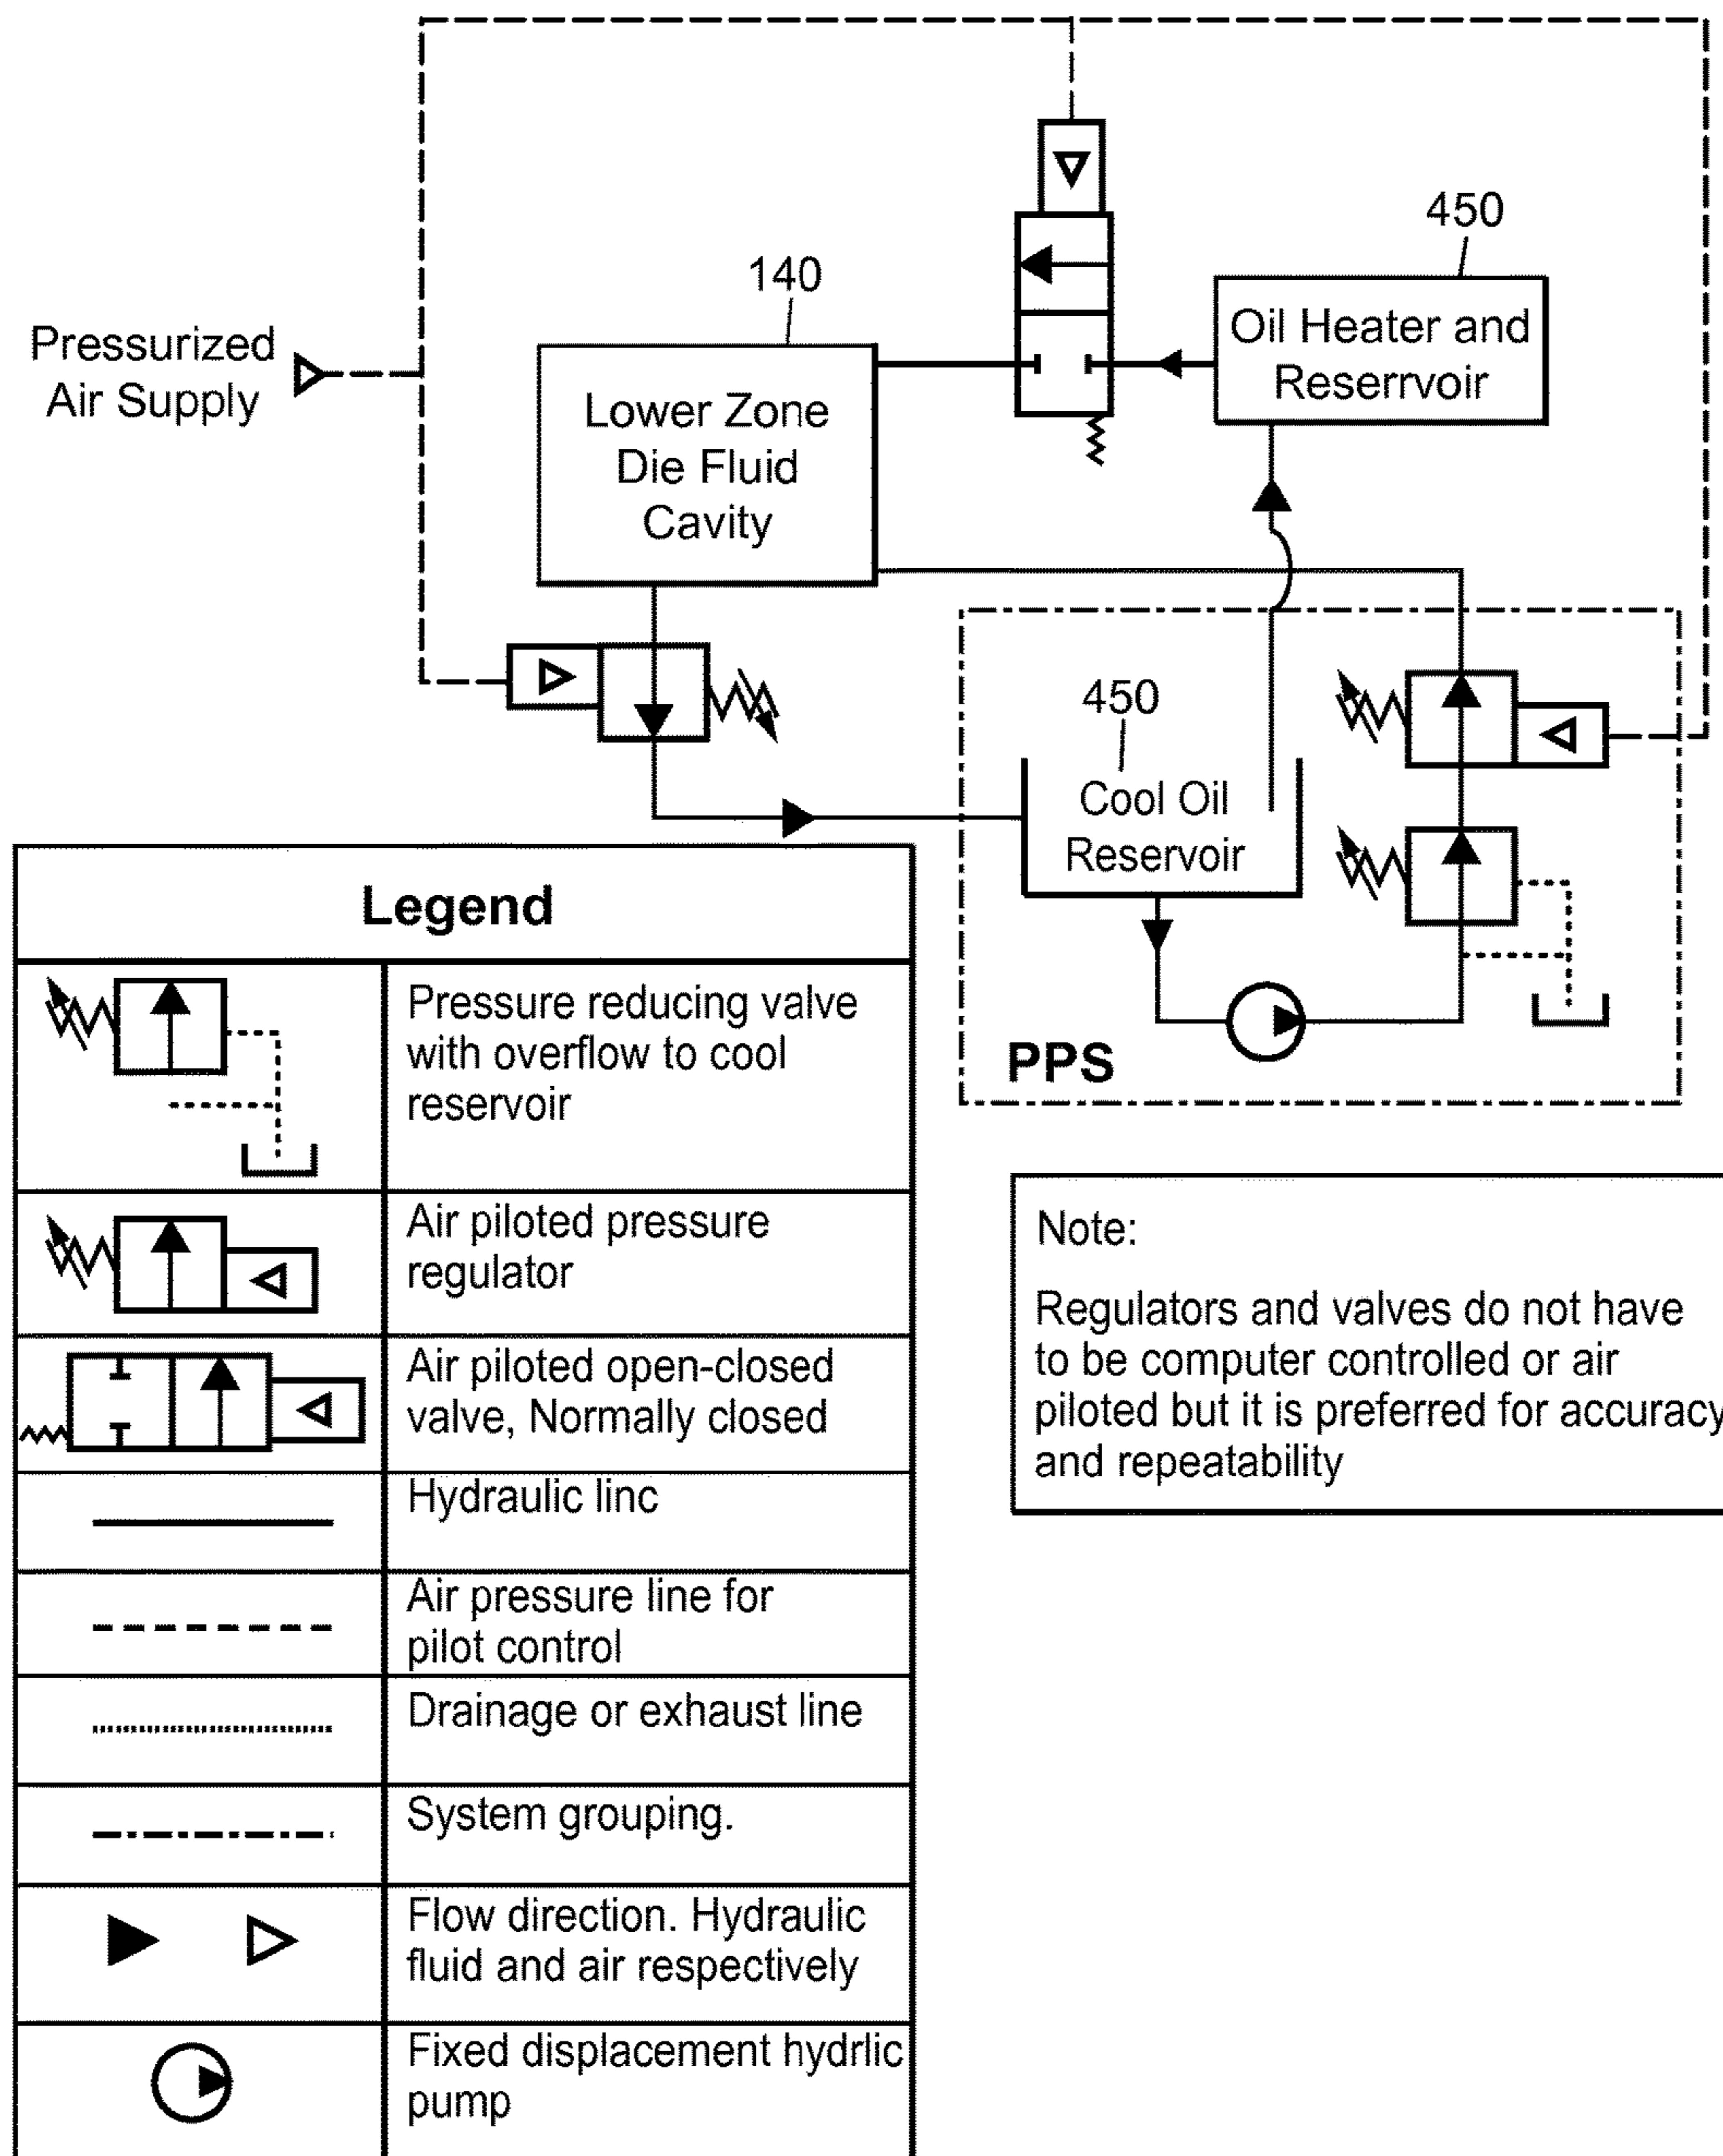 450
140
Pressurized
Air Supply
Oil Heater and
Reserrvoir
Lower Zone
Die Fluid
Cavity
450
Cool Oil
Reservoir
PPS
Legend
Pressure reducing valve
with overflow to cool
reservoir
Air piloted pressure
regulator
Air piloted open-closed
valve, Normally closed
Hydraulic linc
Air pressure line for
pilot control
Drainage or exhaust line
System grouping.
Flow direction. Hydraulic
fluid and air respectively
Fixed displacement hydrlic
pump
Note:
Regulators and valves do not have
to be computer controlled or air
piloted but it is preferred for accuracy
and repeatability